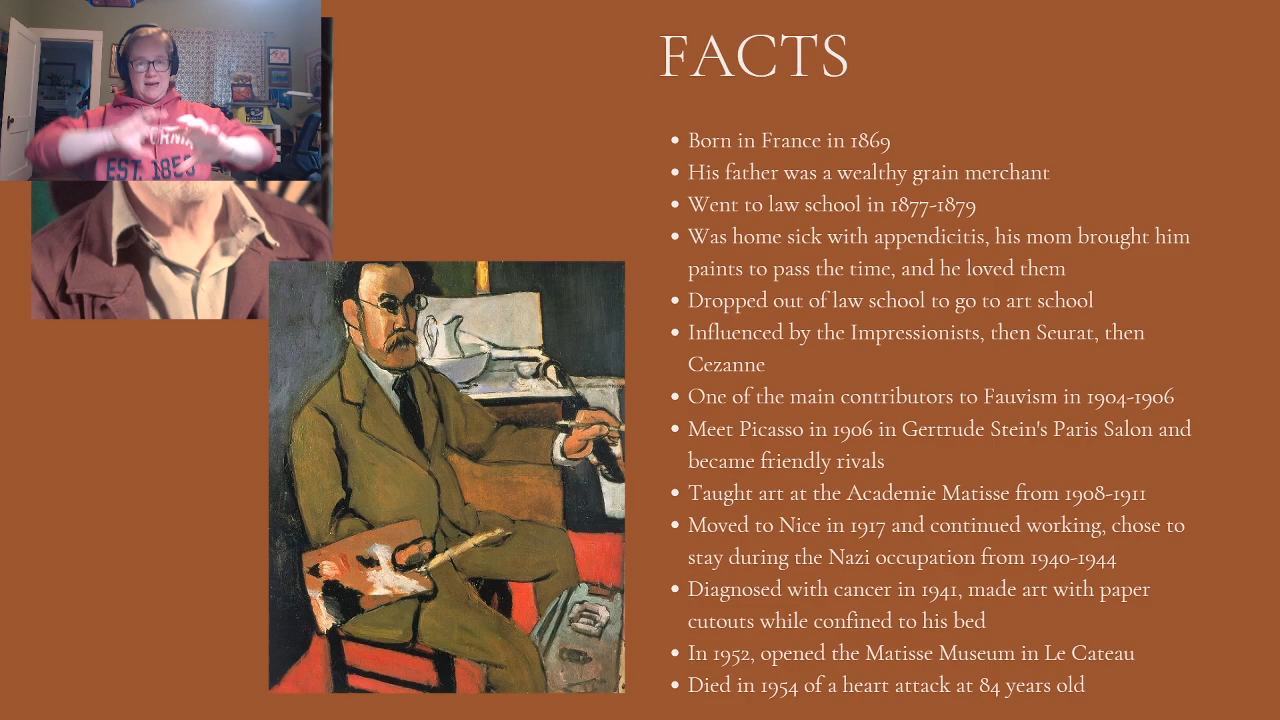 FACTS
EST. 185
Born in France in 1869
His father was a wealthy grain merchant
Went to law school in 1877-1879
Was home sick with appendicitis, his mom brought him
paints to pass the time, and he loved them
Dropped out of law school to go to art school
Influenced by the Impressionists, then Seurat, then
Cezanne
One of the main contributors to Fauvism in 1904-1906
Meet Picasso in 1906 in Gertrude Stein's Paris Salon and
became friendly rivals
Taught art at the Academie Matisse from 1908-1911
Moved to Nice in 1917 and continued working, chose to
stay during the Nazi occupation from 1940-1944
Diagnosed with cancer in 1941, made art with paper
cutouts while confined to his bed
In 1952, opened the Matisse Museum in Le Cateau
Died in 1954 of a heart attack at 84 years old